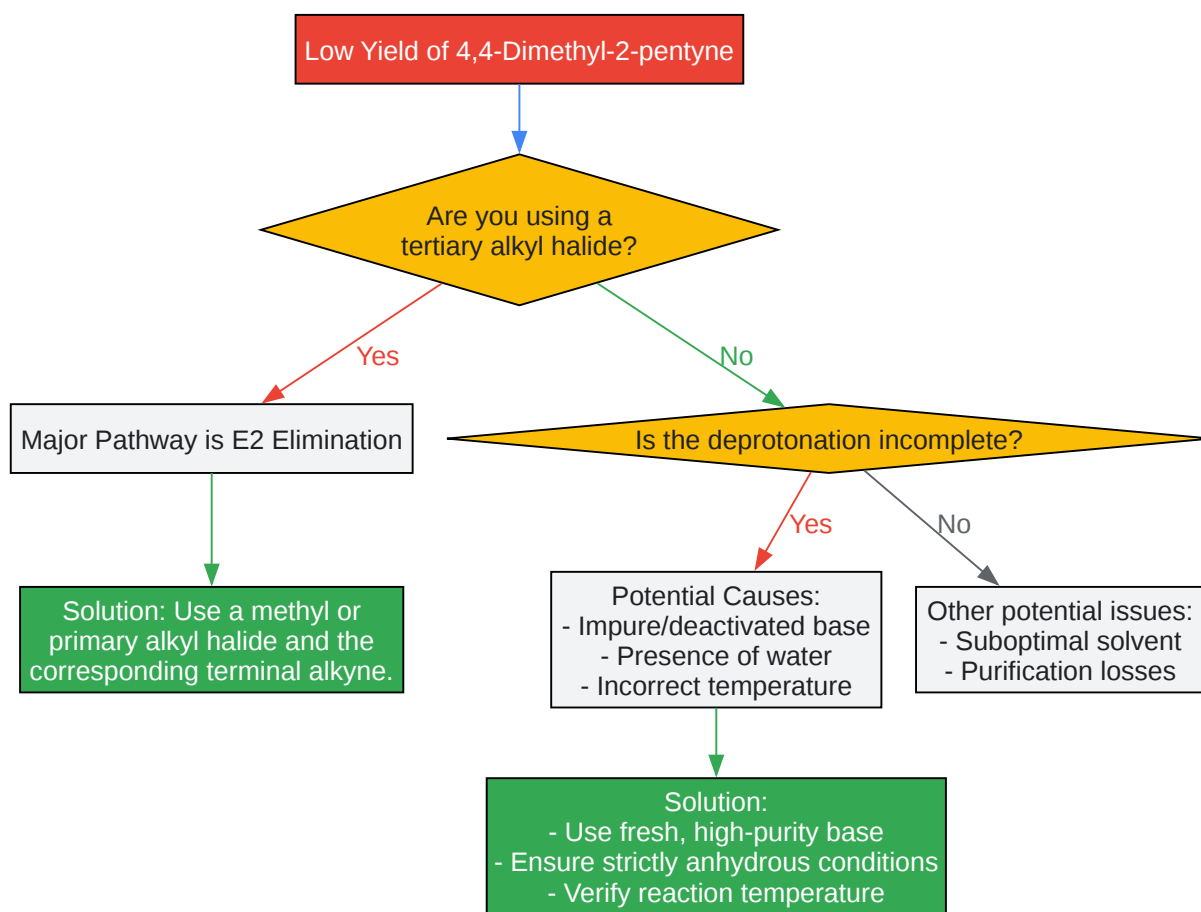 Low Yield of 4,4-Dimethyl-2-pentyne
Are you using a
tertiary alkyl halide?
Yes
No
Major Pathway is E2 Elimination
Is the deprotonation incomplete?
Yes
No
Solution: Use a methyl or
primary alkyl halide and the
corresponding terminal alkyne.
Potential Causes:
- Impure/deactivated base
- Presence of water
- Incorrect temperature
Other potential issues:
- Suboptimal solvent
- Purification losses
Solution:
- Use fresh, high-purity base
- Ensure strictly anhydrous conditions
- Verify reaction temperature